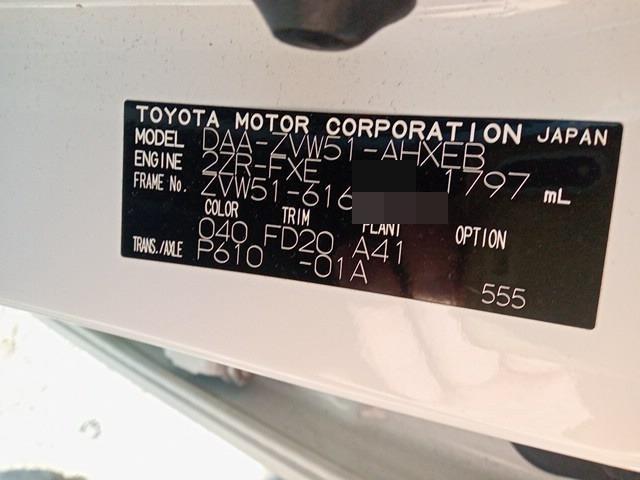 TOYOTA MOTOR CORPORATION JAPAN
MODEL DAA-ZVW51-AHXEB
ENGINE 2ZR-FXE 1797 mL
FRAME No. ZVW51-616
COLOR TRIM PLANT OPTION
040 FD20 A41
TRANS./AXLE P610 -01A
555